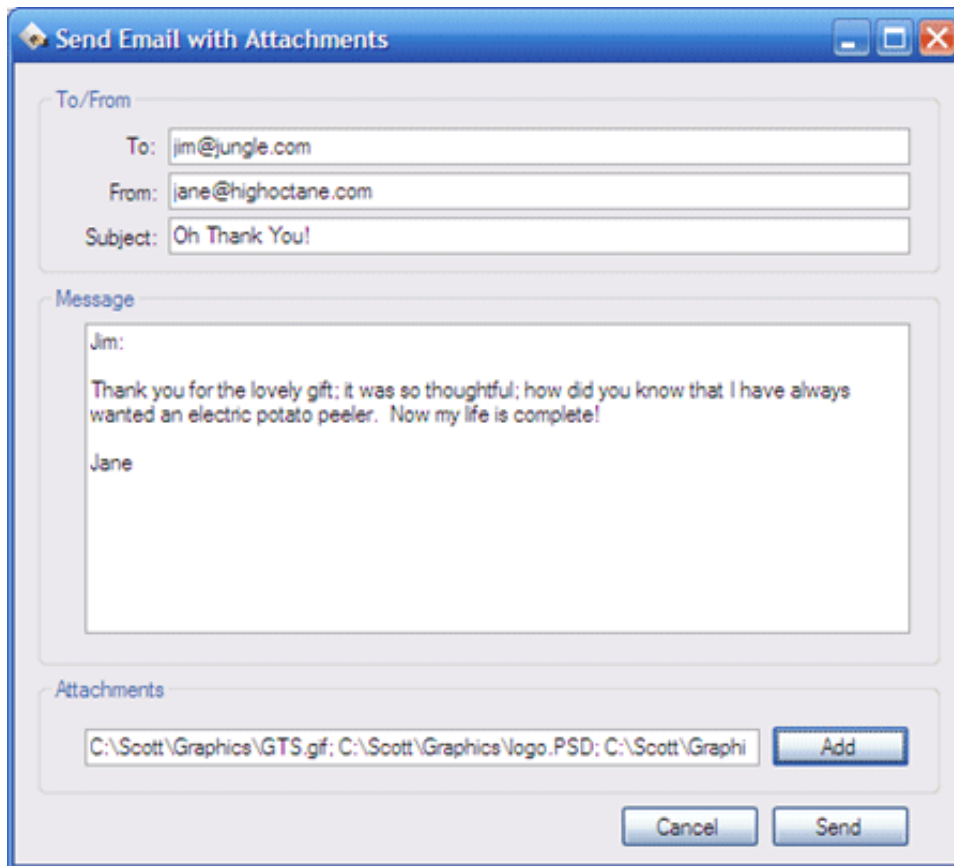 Send Email with Attachments
To/From
To: jim@jungle.com
From: jane@highoctane.com
Subject: Oh Thank You!
Message
Jim:
Thank you for the lovely gift; it was so thoughtful; how did you know that I have always
wanted an electric potato peeler.  Now my life is complete!
Jane
Attachments
C:\Scott\Graphics\GTS.gif; C:\Scott\Graphics\logo.PSD; C:\Scott\Graphi Add
Cancel Send